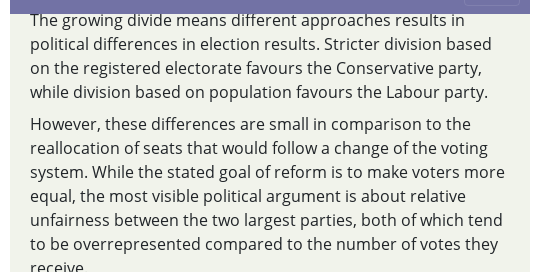 The growing divide means different approaches results in
political differences in election results. Stricter division based
on the registered electorate favours the Conservative party,
while division based on population favours the Labour party.
However, these differences are small in comparison to the
reallocation of seats that would follow a change of the voting
system. While the stated goal of reform is to make voters more
equal, the most visible political argument is about relative
unfairness between the two largest parties, both of which tend
to be overrepresented compared to the number of votes they
receive.